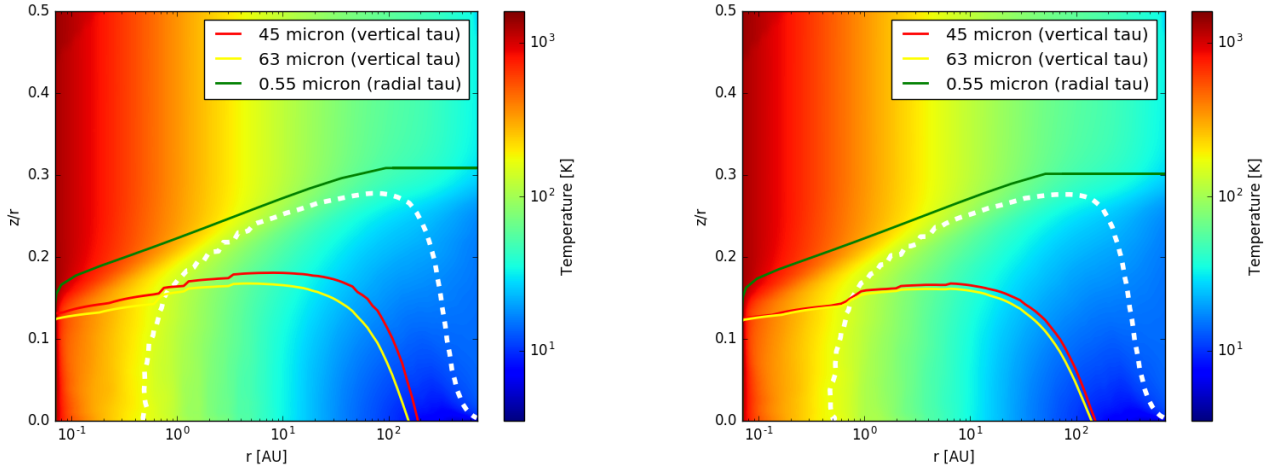 0.5
0.4
0.3
0.2
0.1
0.0
z/r
45 micron (vertical tau)
63 micron (vertical tau)
0.55 micron (radial tau)
10⁻¹ 10⁰ 10¹ 10²
r [AU]
10³
10²
10¹
Temperature [K]
0.5
0.4
0.3
0.2
0.1
0.0
z/r
45 micron (vertical tau)
63 micron (vertical tau)
0.55 micron (radial tau)
10⁻¹ 10⁰ 10¹ 10²
r [AU]
10³
10²
10¹
Temperature [K]